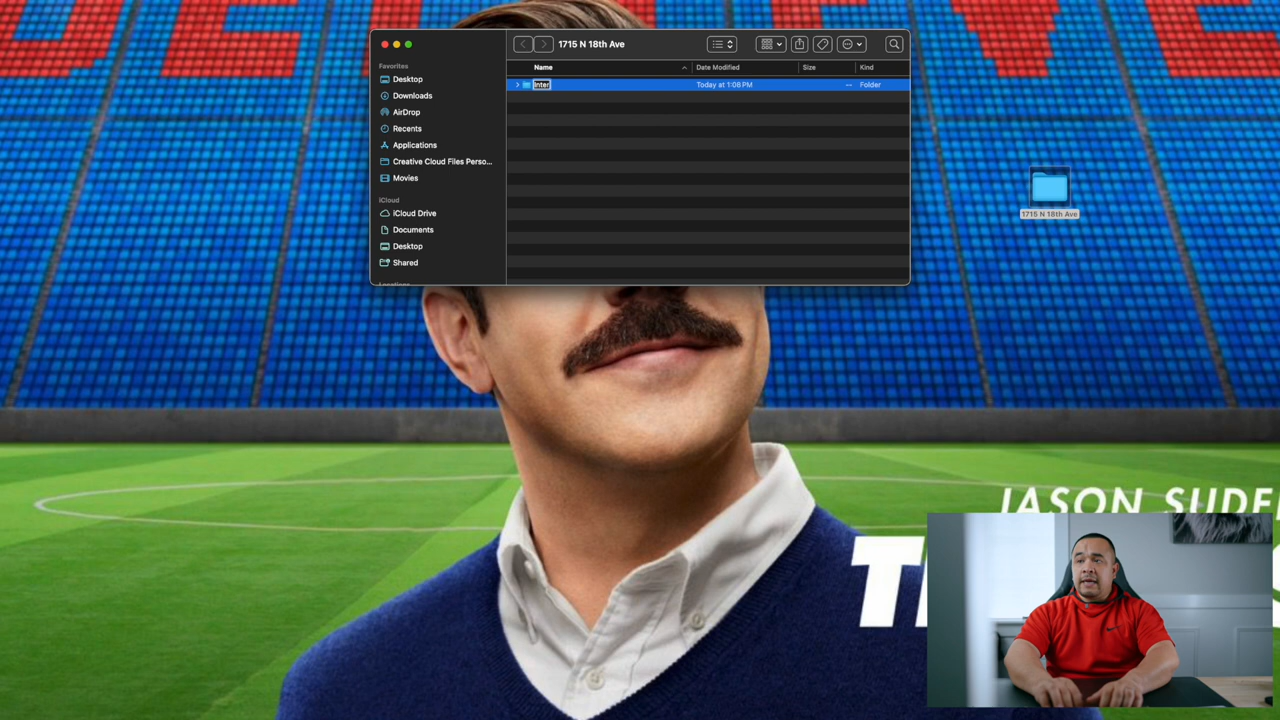 1715 N 18th Ave
Favorites
Desktop
Downloads
AirDrop
Recents
Applications
Creative Cloud Files Perso...
Movies
iCloud
iCloud Drive
Documents
Desktop
Shared
Locations
Name Date Modified Size Kind
Inter Today at 1:08 PM -- Folder
1715 N 18th Ave
JASON SUDE